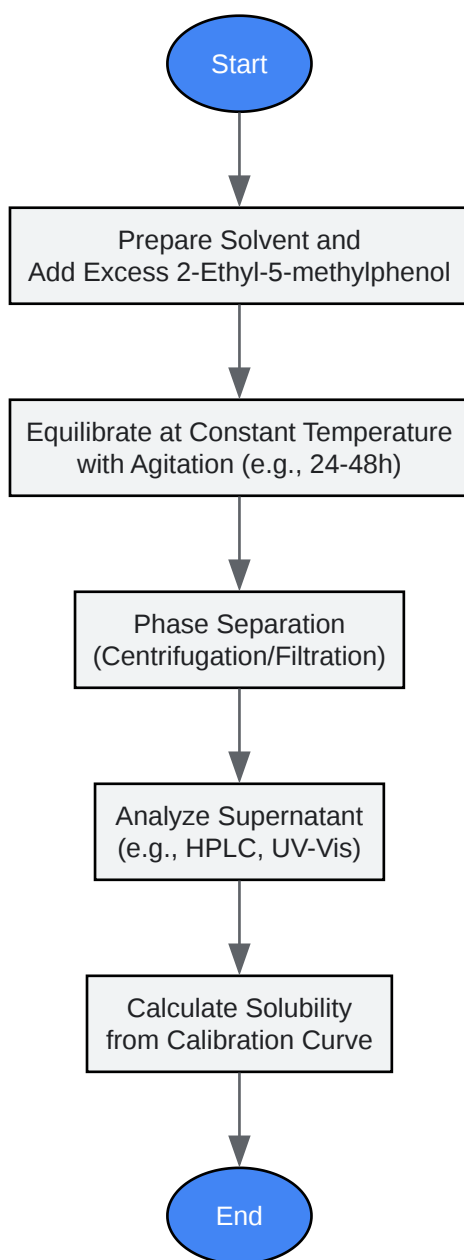 Start
Prepare Solvent and
Add Excess 2-Ethyl-5-methylphenol
Equilibrate at Constant Temperature
with Agitation (e.g., 24-48h)
Phase Separation
(Centrifugation/Filtration)
Analyze Supernatant
(e.g., HPLC, UV-Vis)
Calculate Solubility
from Calibration Curve
End